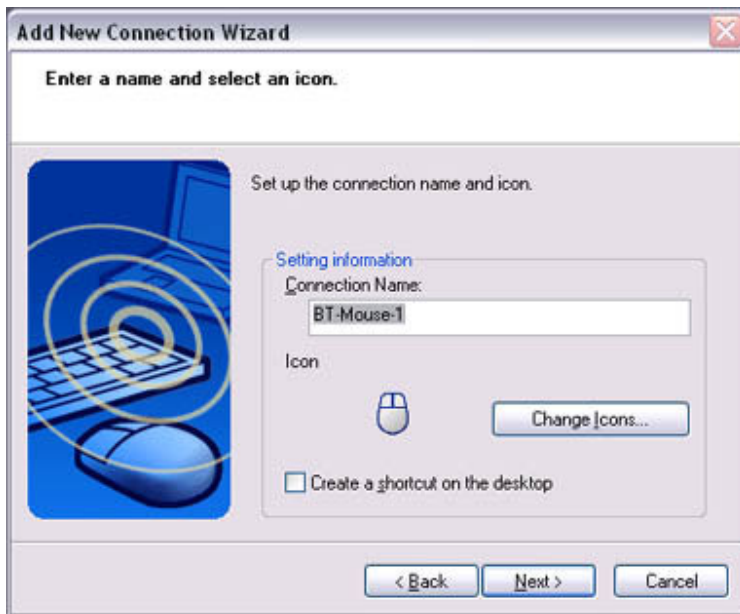 Add New Connection Wizard
Enter a name and select an icon.
Set up the connection name and icon.
Setting information
Connection Name:
BT-Mouse-1
Icon
Change Icons...
Create a shortcut on the desktop
< Back
Next >
Cancel